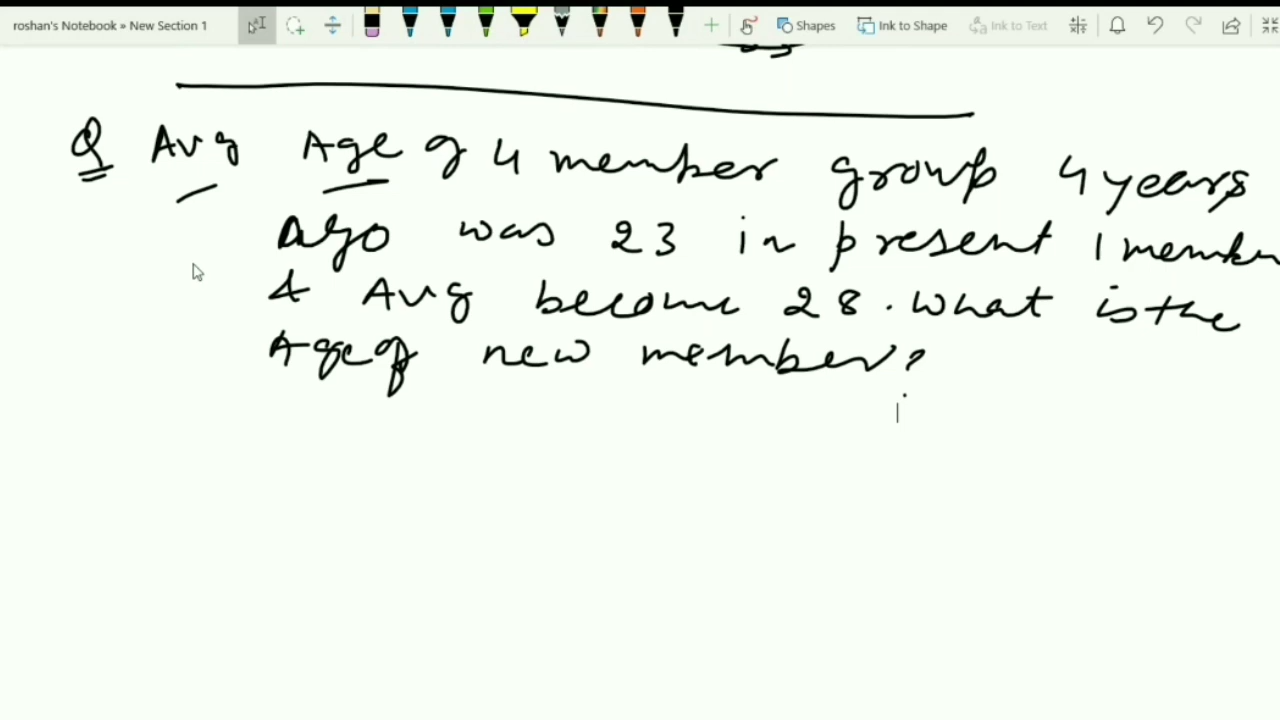 roshan's Notebook » New Section 1
Shapes
Ink to Shape
Ink to Text
Q Avg Age of 4 member group 4 years
Ago was 23 in present 1 member
& Avg become 28. What is the
Age of new member?